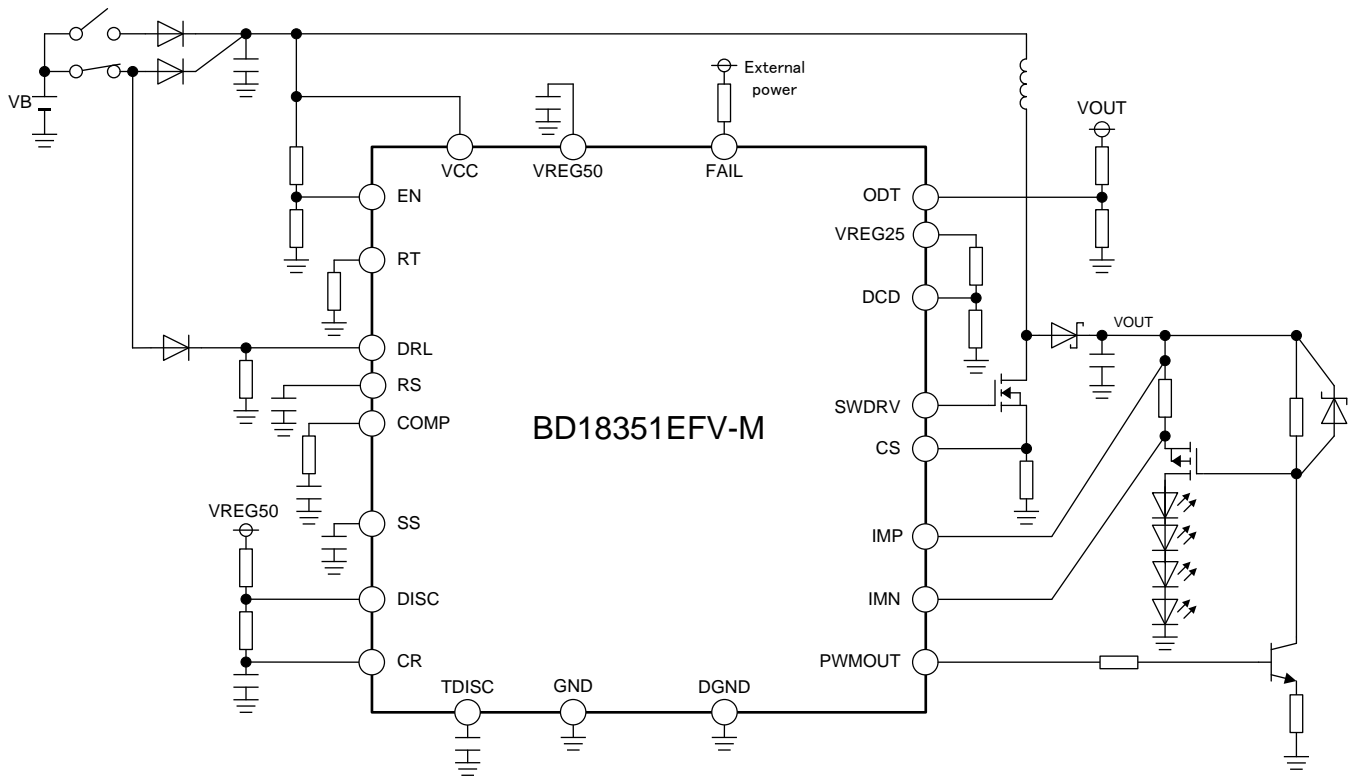 External
power
VB
VOUT
VCC
VREG50
FAIL
EN
ODT
VREG25
RT
DCD
VOUT
DRL
RS
SWDRV
COMP
BD18351EFV-M
CS
VREG50
SS
IMP
DISC
IMN
CR
PWMOUT
TDISC
GND
DGND